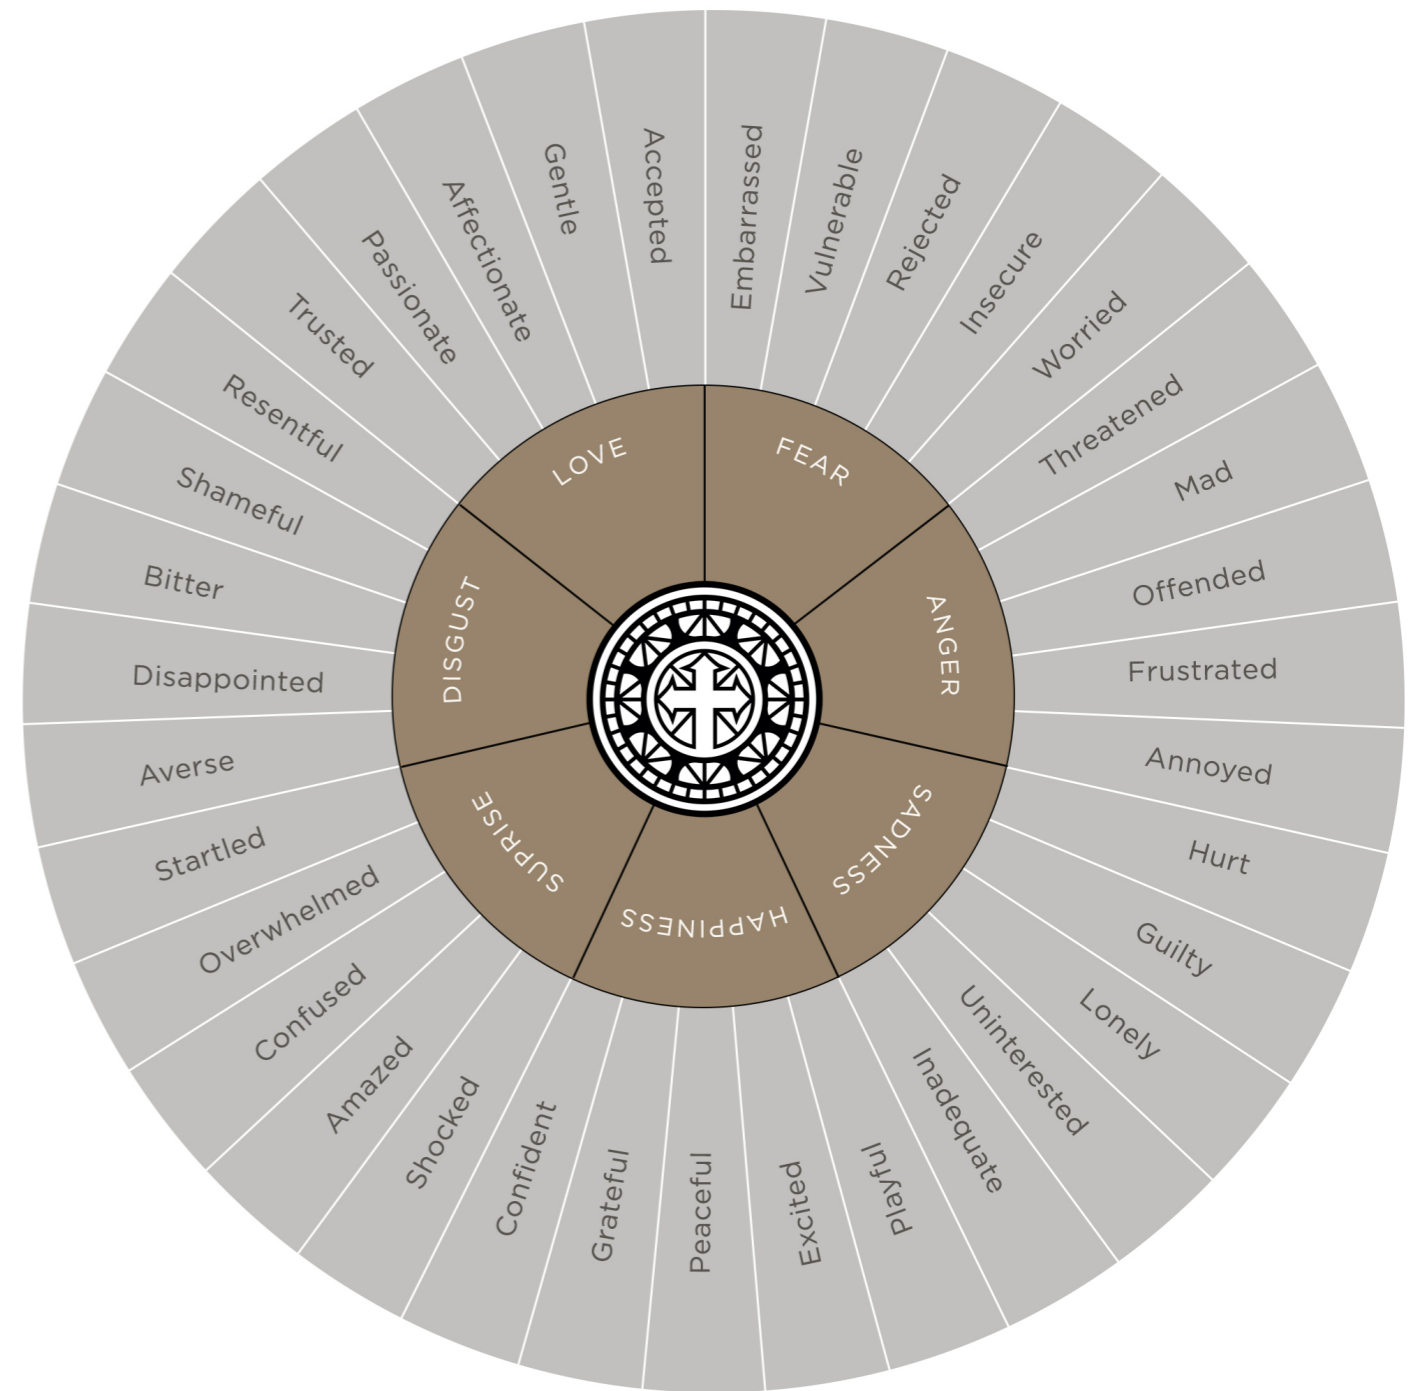 LOVE
FEAR
ANGER
SADNESS
HAPPINESS
SUPRISE
DISGUST
Embarrassed
Vulnerable
Rejected
Insecure
Worried
Threatened
Mad
Offended
Frustrated
Annoyed
Hurt
Guilty
Lonely
Uninterested
Inadequate
Playful
Excited
Peaceful
Grateful
Confident
Shocked
Amazed
Confused
Overwhelmed
Startled
Averse
Disappointed
Bitter
Shameful
Resentful
Trusted
Passionate
Affectionate
Gentle
Accepted